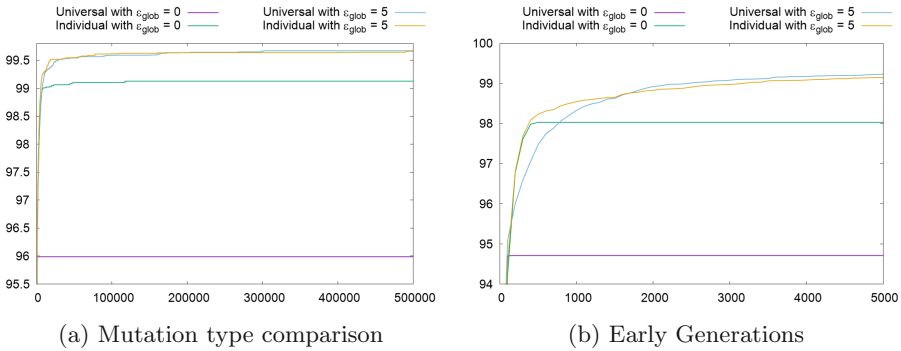 Universal with εglob = 0
Universal with εglob = 5
Individual with εglob = 0
Individual with εglob = 5
99.5
99
98.5
98
97.5
97
96.5
96
95.5
0 100000 200000 300000 400000 500000
(a) Mutation type comparison
Universal with εglob = 0
Universal with εglob = 5
Individual with εglob = 0
Individual with εglob = 5
100
99
98
97
96
95
94
0 1000 2000 3000 4000 5000
(b) Early Generations